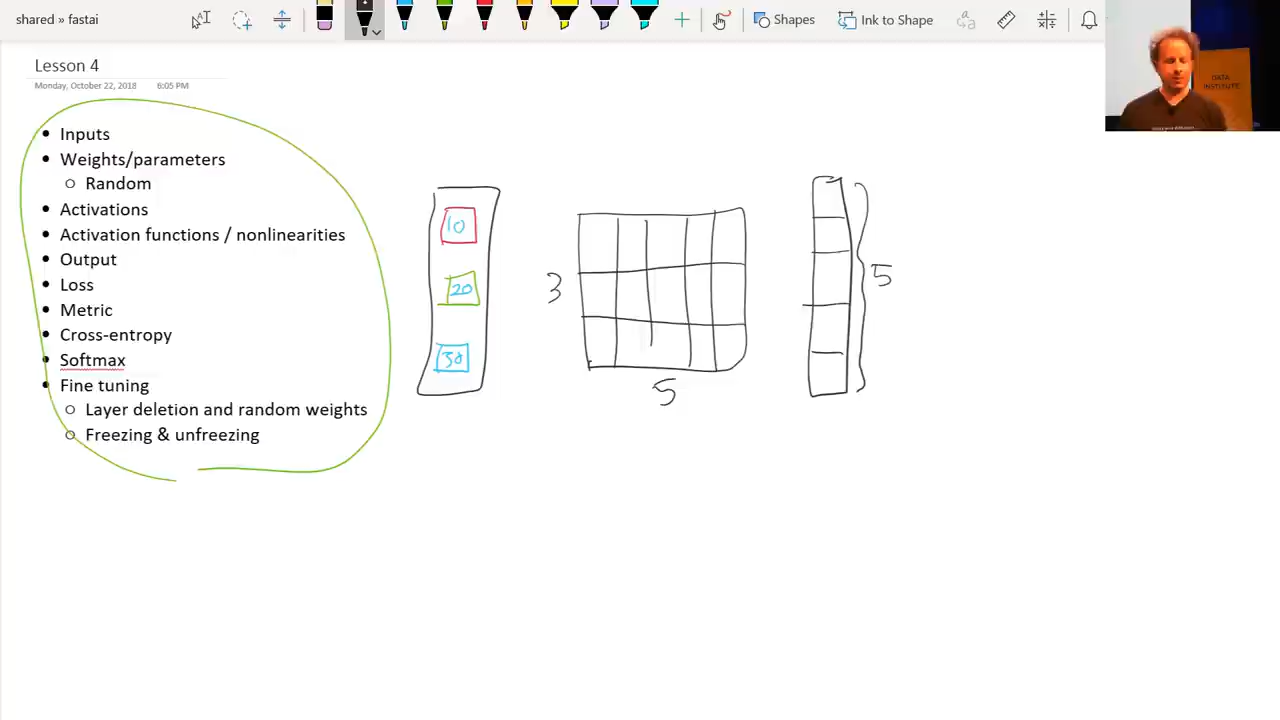 shared » fastai
Shapes
Ink to Shape
Lesson 4
Monday, October 22, 2018 6:05 PM
• Inputs
• Weights/parameters
○ Random
• Activations
• Activation functions / nonlinearities
• Output
• Loss
• Metric
• Cross-entropy
• Softmax
• Fine tuning
○ Layer deletion and random weights
○ Freezing & unfreezing
10
20
30
3
5
5
DATA
INSTITUTE